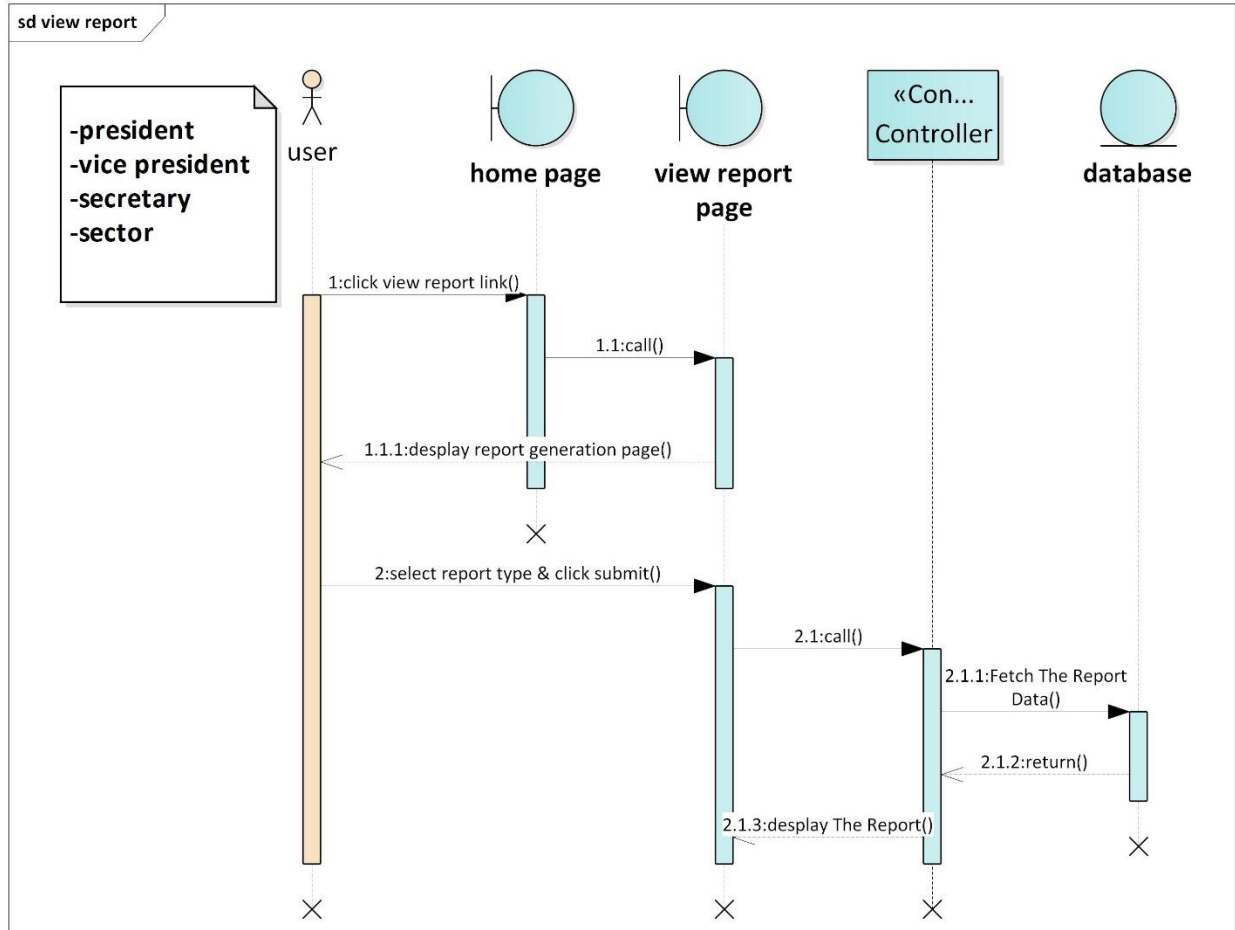 sd view report
-president
-vice president
-secretary
-sector
user
home page
view report
page
«Con...
Controller
database
1:click view report link()
1.1:call()
1.1.1:desplay report generation page()
2:select report type & click submit()
2.1:call()
2.1.1:Fetch The Report
Data()
2.1.2:return()
2.1.3:desplay The Report()